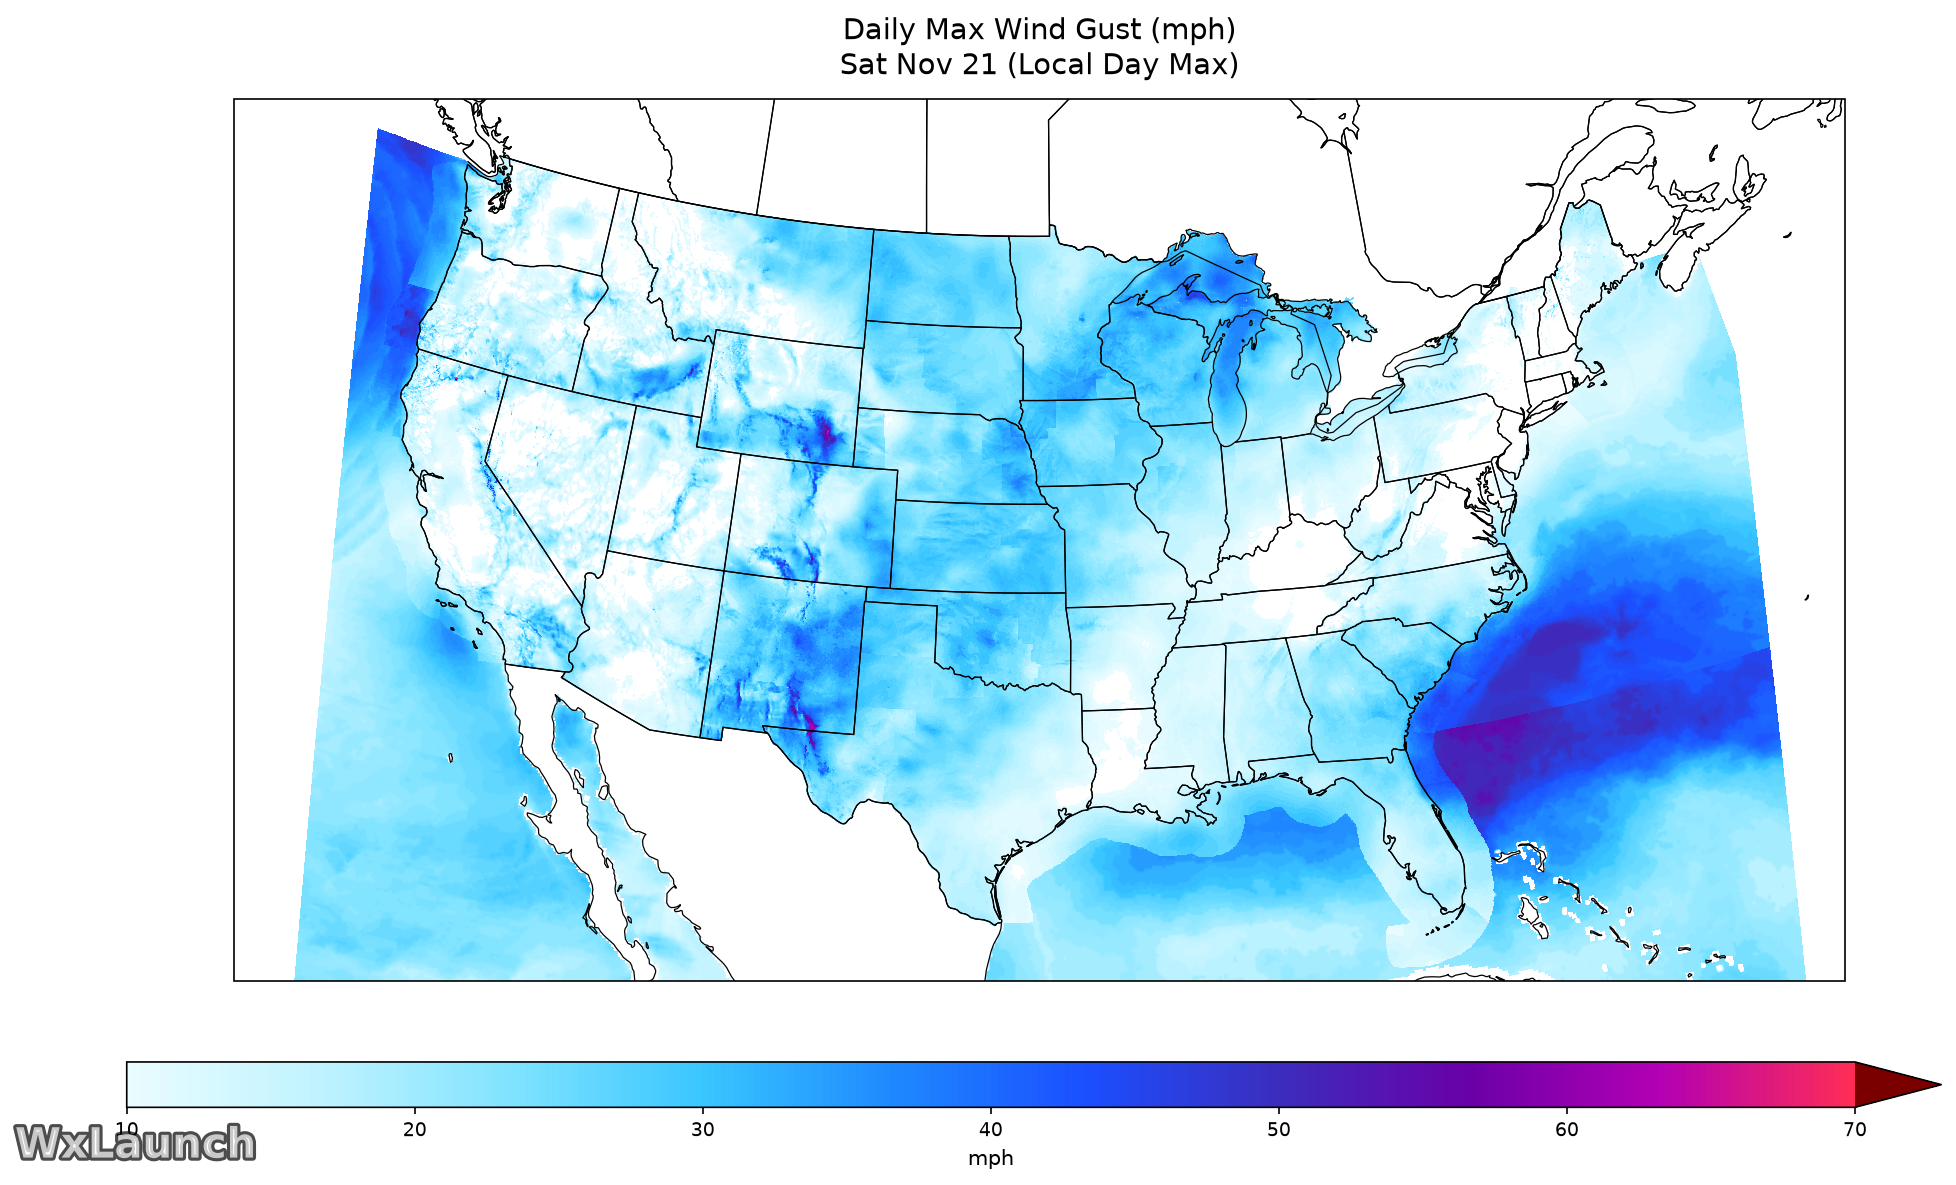 Daily Max Wind Gust (mph)
Sat Nov 21 (Local Day Max)
10 20 30 40 50 60 70
mph
WxLaunch